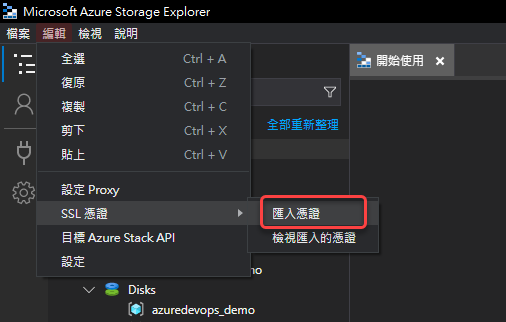 Microsoft Azure Storage Explorer
檔案 編輯 檢視 說明
全選 Ctrl + A
復原 Ctrl + Z
複製 Ctrl + C
剪下 Ctrl + X
貼上 Ctrl + V
設定 Proxy
SSL 憑證
目標 Azure Stack API
設定
匯入憑證
檢視匯入的憑證
開始使用
全部重新整理
Disks
azuredevops_demo